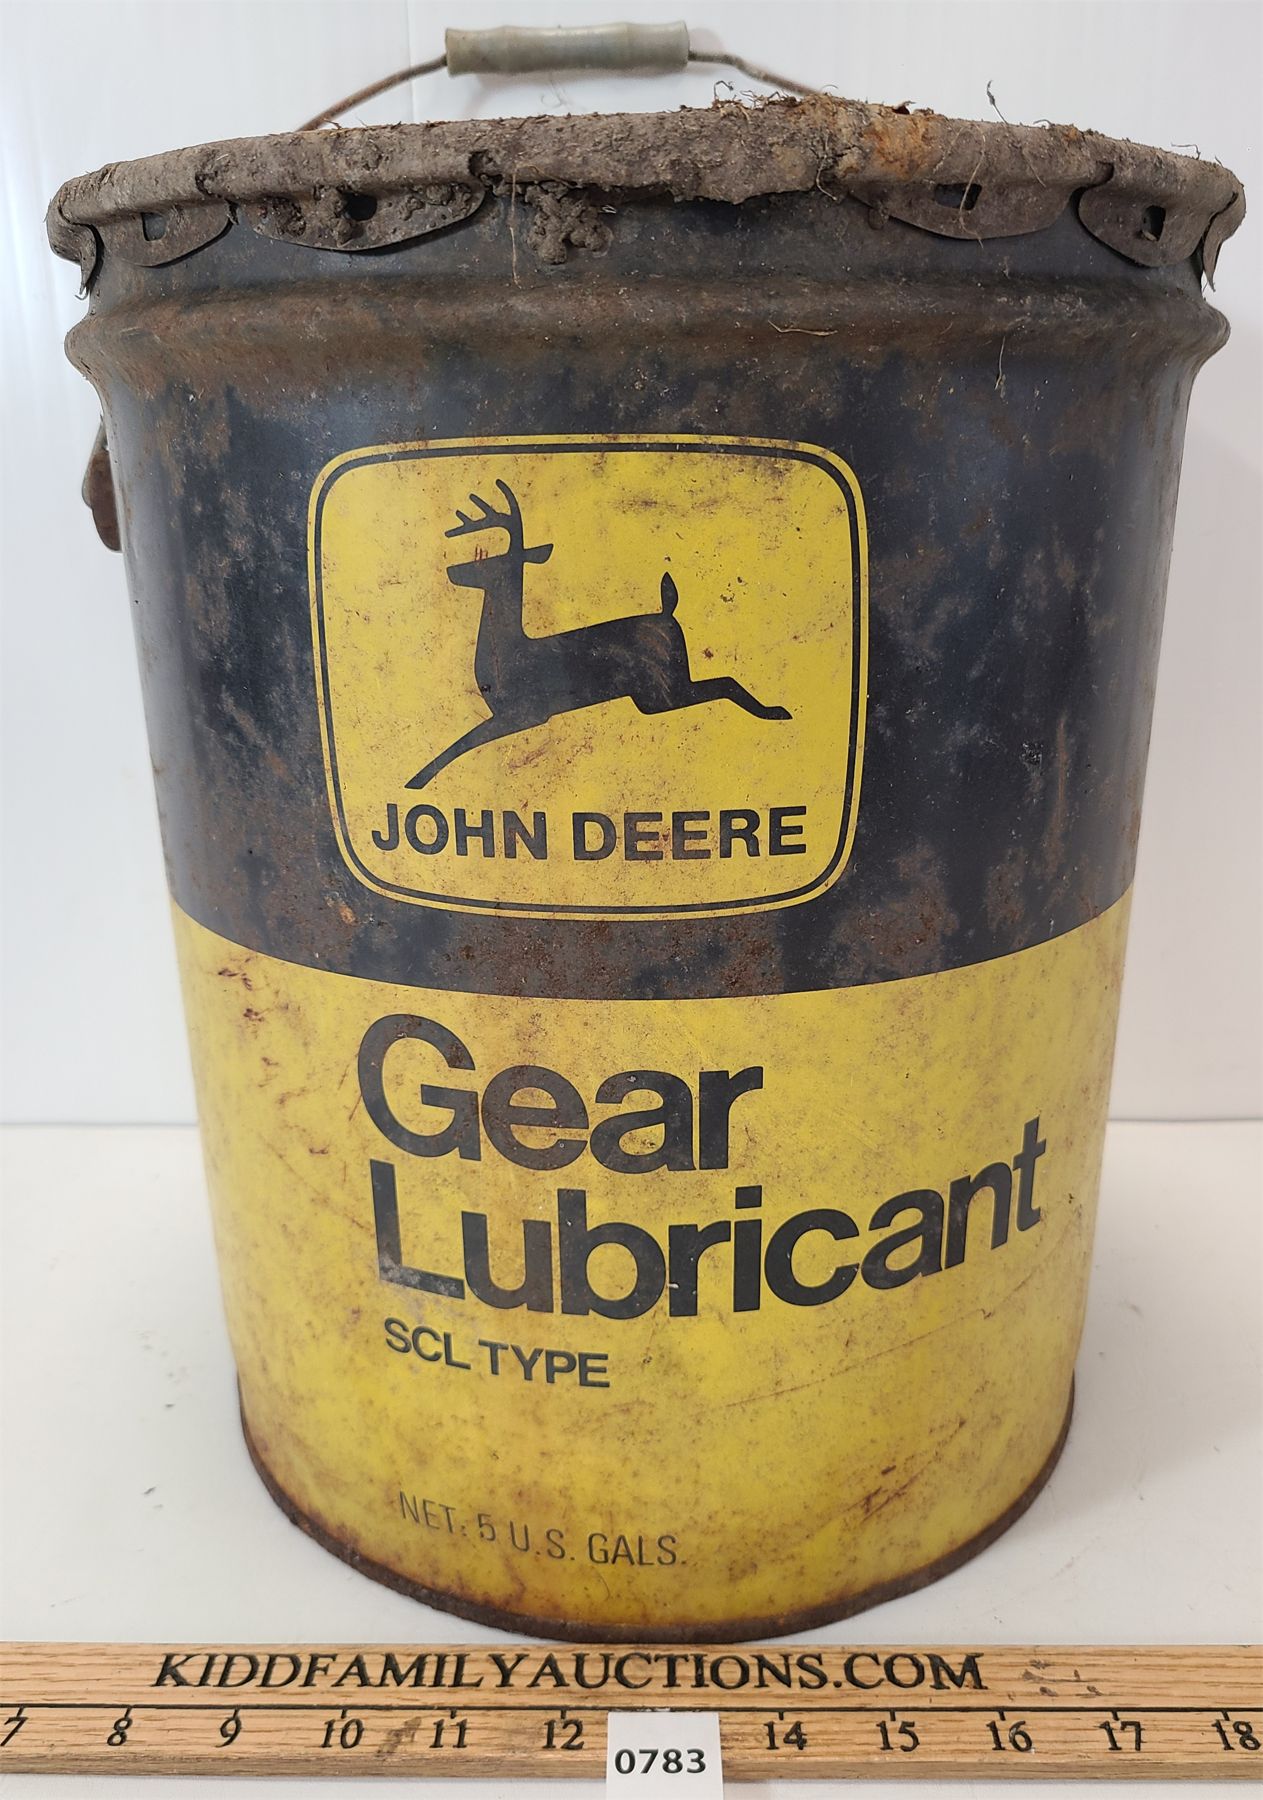 JOHN DEERE
Gear
Lubricant
SCL TYPE
NET: 5 U.S. GALS.
KIDDFAMILYAUCTIONS.COM
7 8 9 10 11 12 14 15 16 17 18
0783